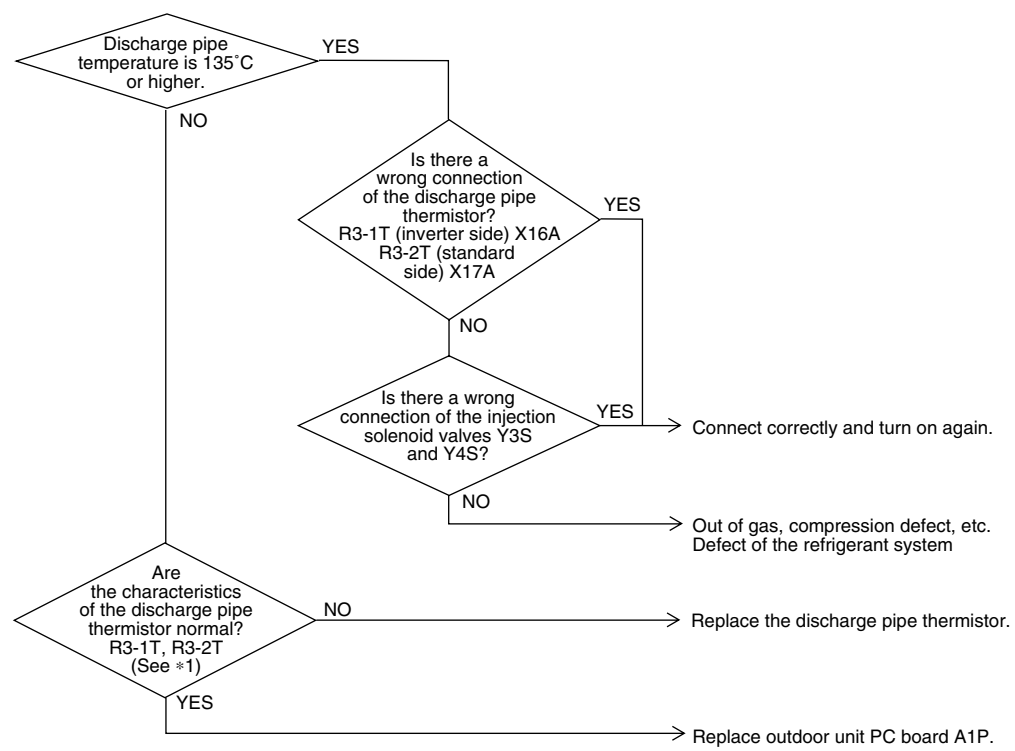 Discharge pipe
temperature is 135˚C
or higher.
YES
NO
Is there a
wrong connection
of the discharge pipe
thermistor?
R3-1T (inverter side) X16A
R3-2T (standard
side) X17A
YES
NO
Is there a wrong
connection of the injection
solenoid valves Y3S
and Y4S?
YES
Connect correctly and turn on again.
NO
Out of gas, compression defect, etc.
Defect of the refrigerant system
Are
the characteristics
of the discharge pipe
thermistor normal?
R3-1T, R3-2T
(See *1)
NO
Replace the discharge pipe thermistor.
YES
Replace outdoor unit PC board A1P.